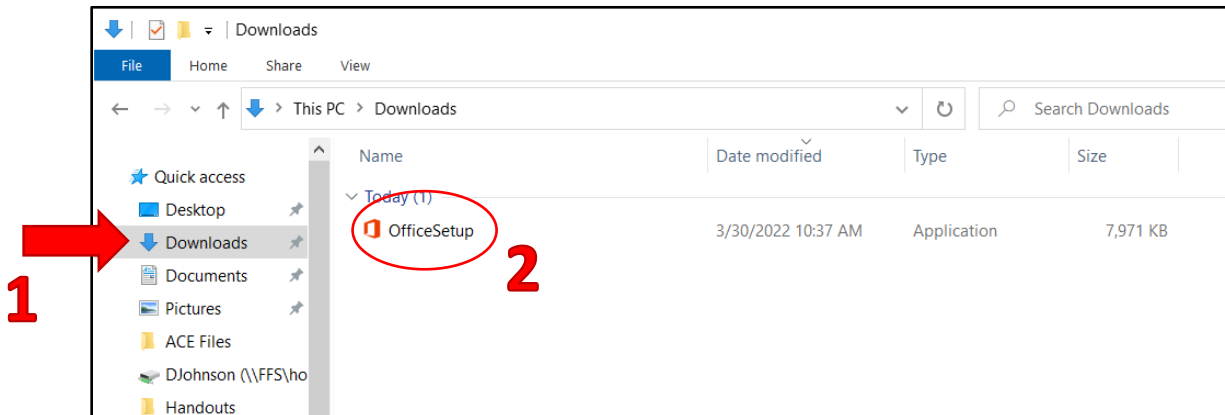 Downloads
File Home Share View
This PC > Downloads
Search Downloads
Name Date modified Type Size
Quick access
Today (1)
Desktop
OfficeSetup 3/30/2022 10:37 AM Application 7,971 KB
Downloads
2
Documents
1
Pictures
ACE Files
DJohnson (\\FFS\ho
Handouts